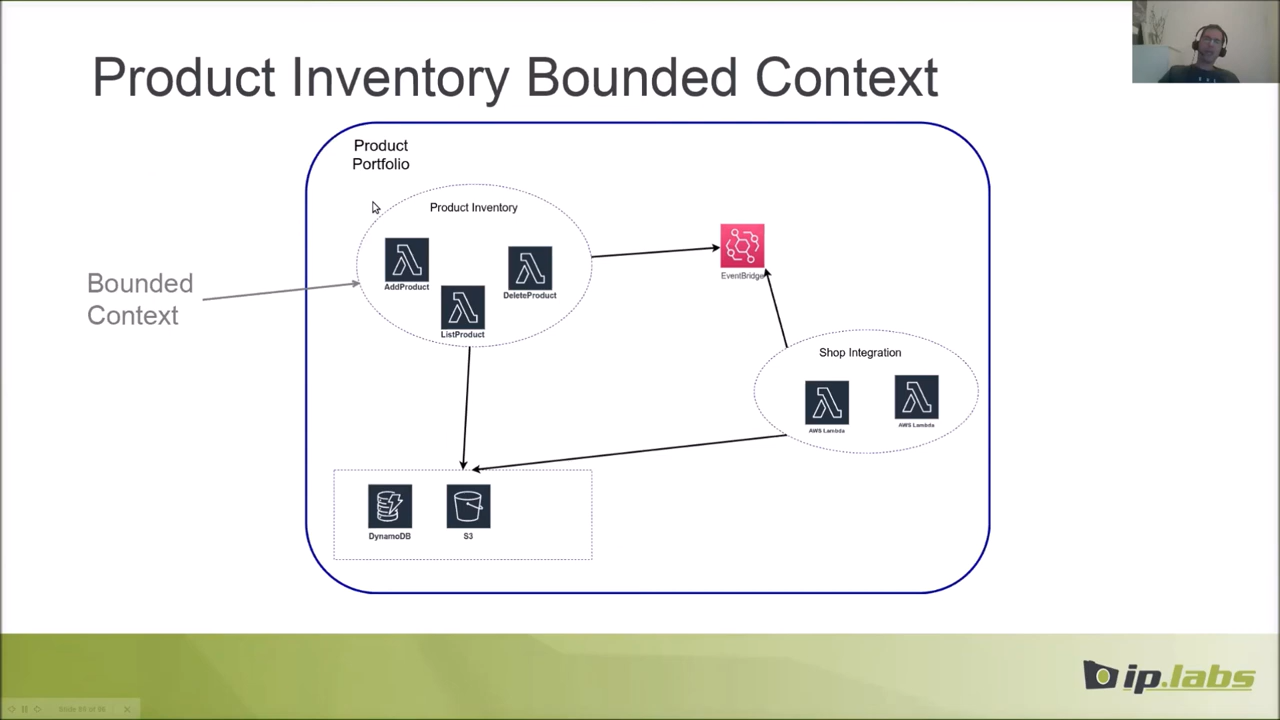 Product Inventory Bounded Context
Product
Portfolio
Product Inventory
AddProduct
DeleteProduct
ListProduct
EventBridge
Bounded
Context
Shop Integration
AWS Lambda
AWS Lambda
DynamoDB
S3
ip.labs